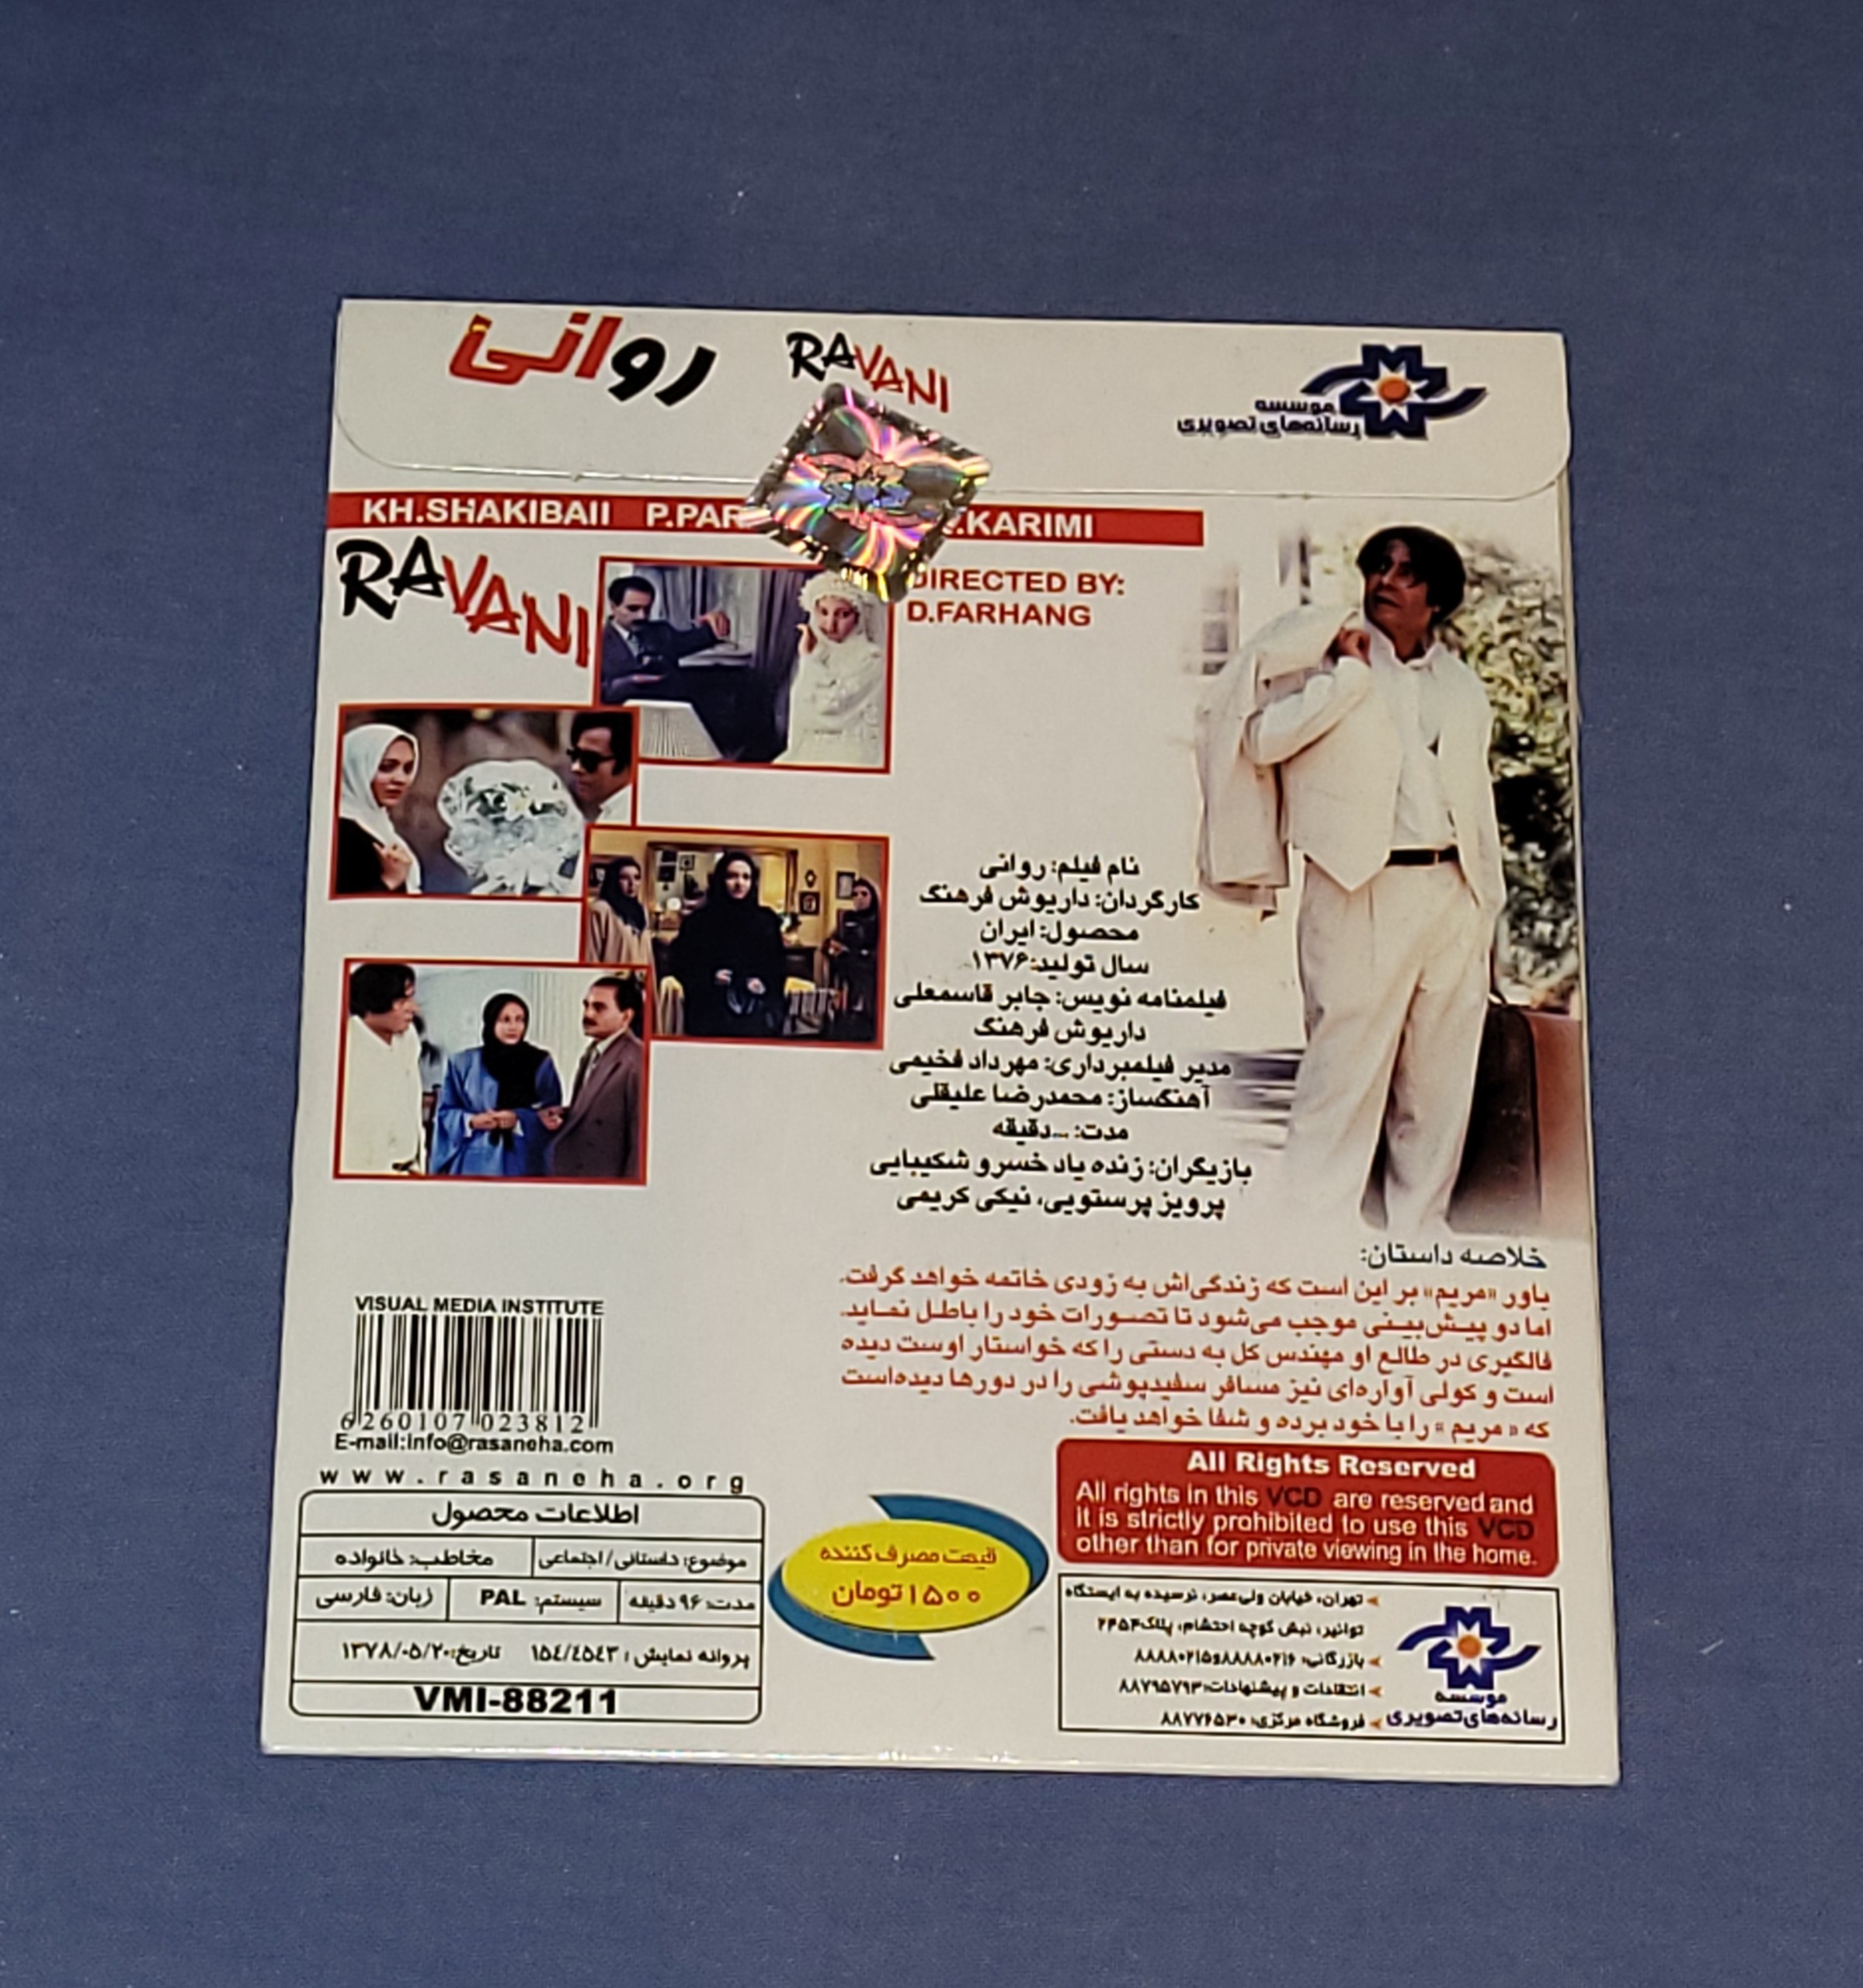 روانی
RAVANI
موسسه
رسانه‌های تصویری
KH.SHAKIBAII P.PAR KARIMI
RAVANI
DIRECTED BY:
D.FARHANG
نام فیلم: روانی
کارگردان: داریوش فرهنگ
محصول: ایران
سال تولید: ۱۳۷۶
فیلمنامه نویس: جابر قاسمعلی
داریوش فرهنگ
مدیر فیلمبرداری: مهرداد فخیمی
آهنگساز: محمدرضا علیقلی
مدت: ...دقیقه
بازیگران: زنده یاد خسرو شکیبایی
پرویز پرستویی، نیکی کریمی
خلاصه داستان:
باور «مریم» بر این است که زندگی‌اش به زودی خاتمه خواهد گرفت.
اما دو پیش‌بینی موجب می‌شود تا تصورات خود را باطل نماید.
فالگیری در طالع او مهندس گل به دستی را که خواستار اوست دیده
است و کولی آواره‌ای نیز مسافر سفیدپوشی را در دورها دیده‌است
که « مریم » را با خود برده و شفا خواهد یافت.
VISUAL MEDIA INSTITUTE
6260107023812
E-mail:info@rasaneha.com
www.rasaneha.org
اطلاعات محصول
موضوع: داستانی/اجتماعی مخاطب: خانواده
مدت: ۹۶ دقیقه سیستم: PAL زبان: فارسی
پروانه نمایش: ۱۵٤/٤۵٤۳ تاریخ: ۱۳۷۸/۰۵/۲۰
VMI-88211
قیمت مصرف کننده
۱۵۰۰ تومان
All Rights Reserved
All rights in this VCD are reserved and
it is strictly prohibited to use this VCD
other than for private viewing in the home.
تهران، خیابان ولی‌عصر، نرسیده به ایستگاه
توانیر، نبش کوچه احتشام، پلاک ۲۴۵۴
بازرگانی: ۸۸۸۸۰۲۱۶و۸۸۸۸۰۲۱۵
انتقادات و پیشنهادات: ۸۸۷۹۵۷۹۳
فروشگاه مرکزی: ۸۸۷۷۶۵۳۰
موسسه
رسانه‌های تصویری